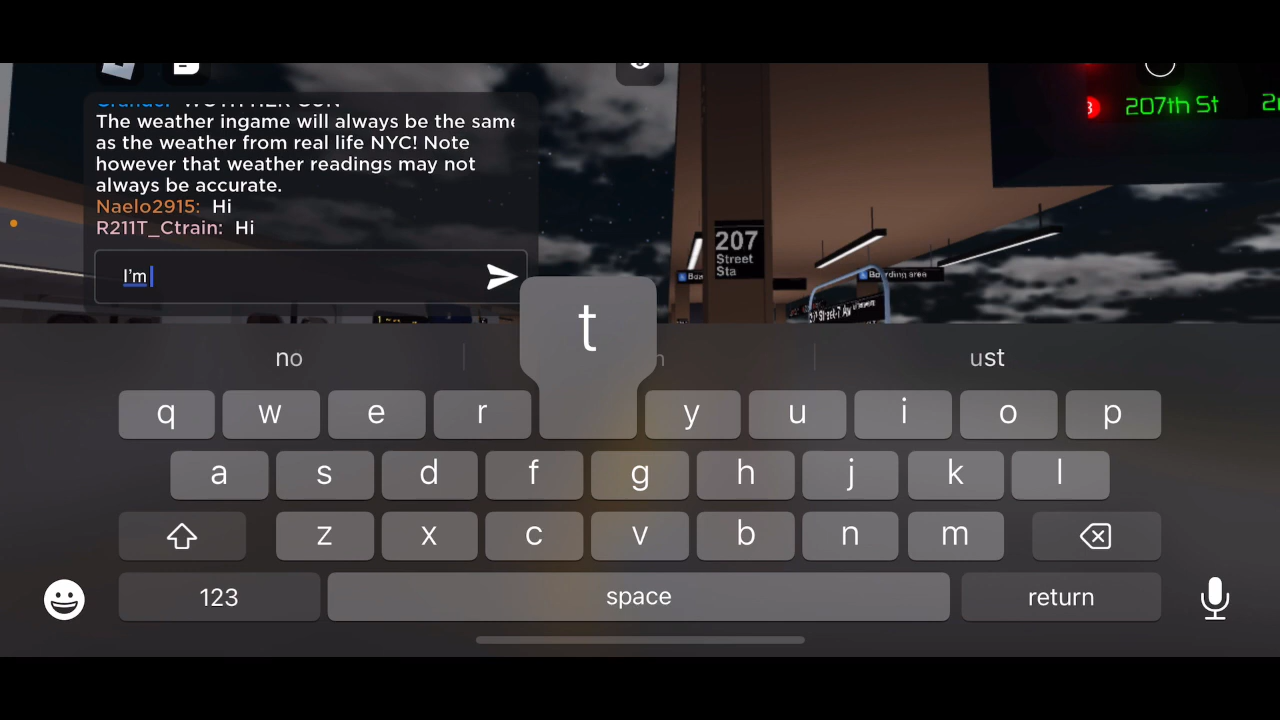 207th St
The weather ingame will always be the same
as the weather from real life NYC! Note
however that weather readings may not
always be accurate.
Naelo2915: Hi
R211T_Ctrain: Hi
207
Street
Sta
Boarding area
I'm
t
no
ust
q w e r y u i o p
a s d f g h j k l
z x c v b n m
123 space return